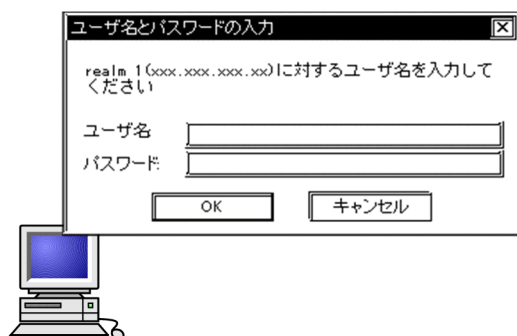 ユーザ名とパスワードの入力
realm 1(xxx.xxx.xxx.xx)に対するユーザ名を入力して
ください
ユーザ名
パスワード:
OK
キャンセル